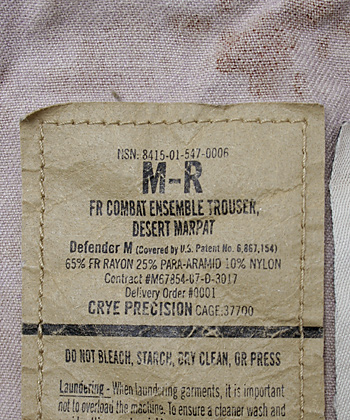 NSN: 8415-01-547-0006
M-R
FR COMBAT ENSEMBLE TROUSER,
DESERT MARPAT
Defender M (Covered by U.S. Patent No. 6,867,154)
65% FR RAYON 25% PARA-ARAMID 10% NYLON
Contract #M67854-07-D-3017
Delivery Order #0001
CRYE PRECISION CAGE:37700
DO NOT BLEACH, STARCH, DRY CLEAN, OR PRESS
Laundering - When laundering garments, it is important
not to overload the machine. To ensure a cleaner wash and